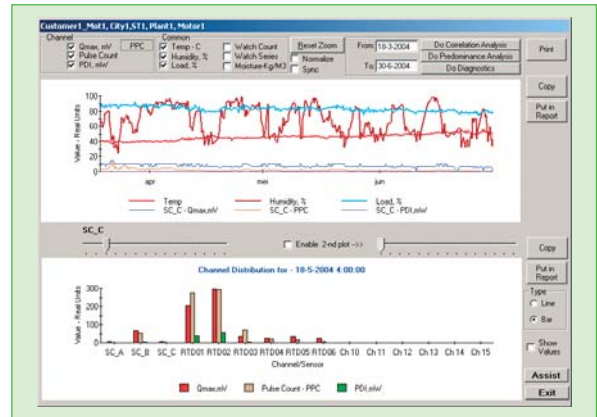 Customer1_Mot1, City1,ST1, Plant1, Motor1
Channel
Qmax, mV
PPC
Pulse Count
PDI, mW
Common
Temp - C
Humidity, %
Load, %
Watch Count
Watch Series
Moisture-Kg/M3
Reset Zoom
Normalize
Sync
From: 18-3-2004
To: 30-6-2004
Do Correlation Analysis
Do Predominance Analysis
Do Diagnostics
Print
Copy
Put in
Report
Value - Real Units
100
80
60
40
20
0
apr mei jun
Temp Humidity, % Load, %
SC_C - Qmax,mV SC_C - PPC SC_C - PDI,mW
SC_C
Enable 2-nd plot -->>
Copy
Put in
Report
Type
Line
Bar
Show
Values
Assist
Exit
Channel Distribution for - 18-5-2004 4:00:00
Value - Real Units
300
200
100
0
SC_A SC_B SC_C RTD01 RTD02 RTD03 RTD04 RTD05 RTD06 Ch 10 Ch 11 Ch 12 Ch 13 Ch 14 Ch 15
Channel/Sensor
Qmax,mV Pulse Count - PPC PDI,mW